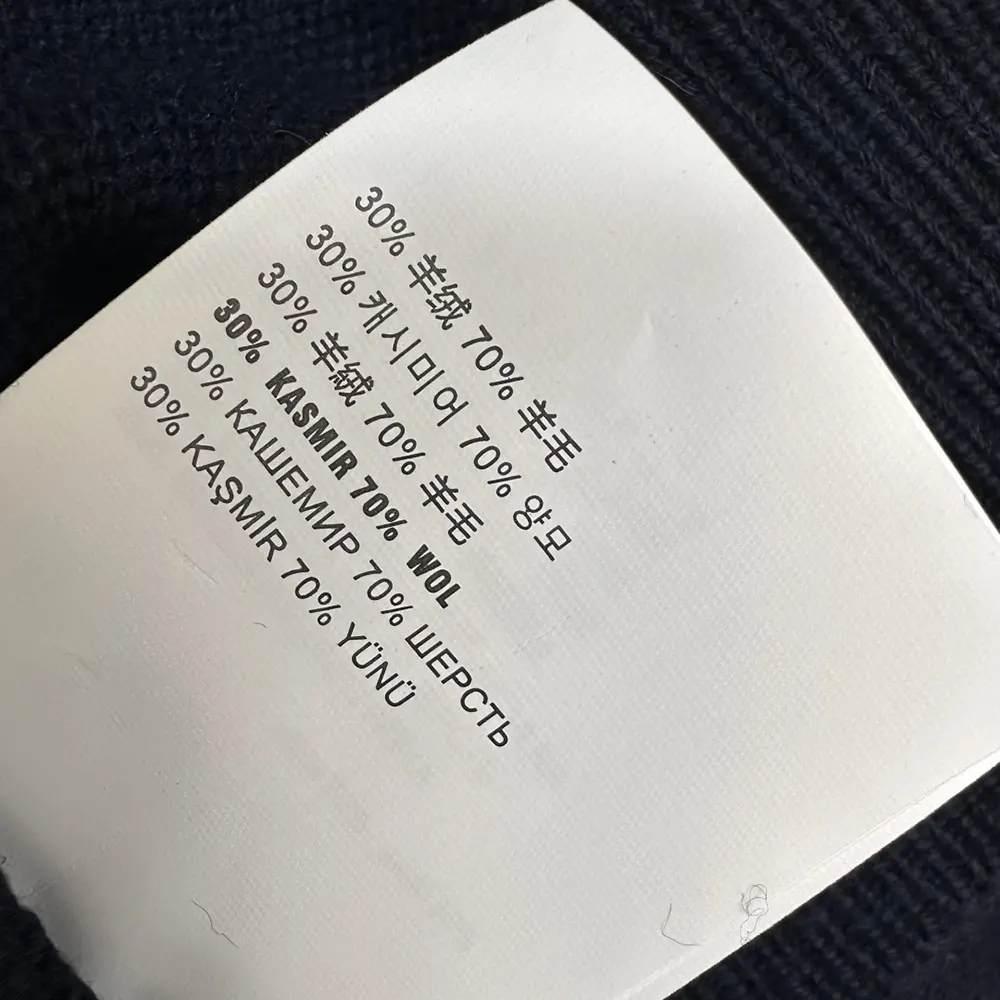 30% 羊绒 70% 羊毛
30% 캐시미어 70% 양모
30% 羊絨 70% 羊毛
30% KASMIR 70% WOL
30% КАШЕМИР 70% ШЕРСТЬ
30% KAŞMİR 70% YÜNÜ